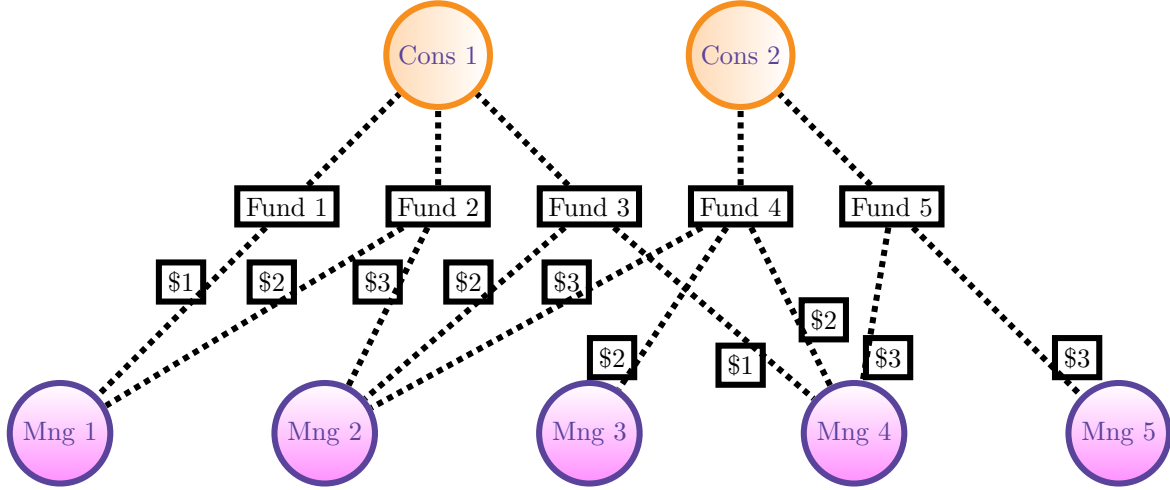 Cons 1
Cons 2
Fund 1
Fund 2
Fund 3
Fund 4
Fund 5
$1
$2
$3
$2
$3
$2
$2
$1
$3
$3
Mng 1
Mng 2
Mng 3
Mng 4
Mng 5